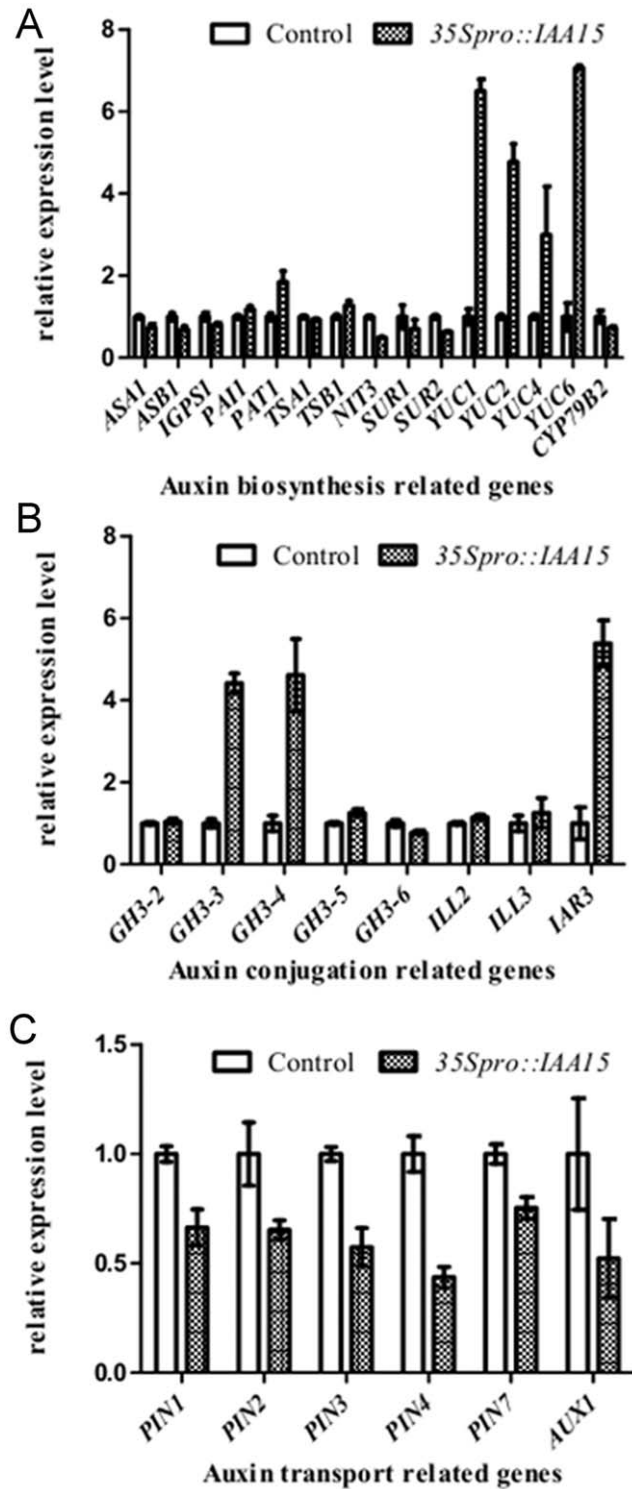 A
relative expression level
Control 35Spro::IAA15
8
6
4
2
0
ASA1 ASB1 IGPS1 PAI1 PAT1 TSA1 TSB1 NIT3 SUR1 SUR2 YUC1 YUC2 YUC4 YUC6 CYP79B2
Auxin biosynthesis related genes
B
relative expression level
Control 35Spro::IAA15
8
6
4
2
0
GH3-2 GH3-3 GH3-4 GH3-5 GH3-6 ILL2 ILL3 IAR3
Auxin conjugation related genes
C
relative expression level
Control 35Spro::IAA15
1.5
1.0
0.5
0.0
PIN1 PIN2 PIN3 PIN4 PIN7 AUX1
Auxin transport related genes